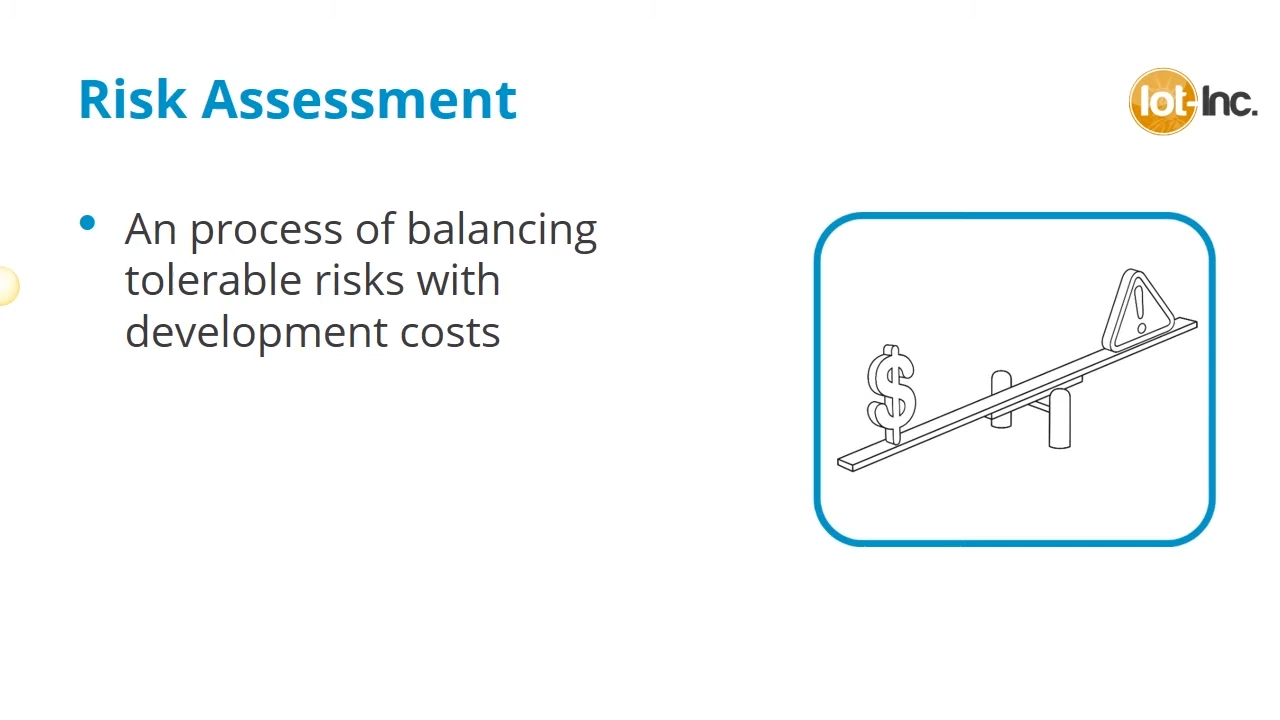 Risk Assessment
Iot-Inc.
An process of balancing
tolerable risks with
development costs
$
!